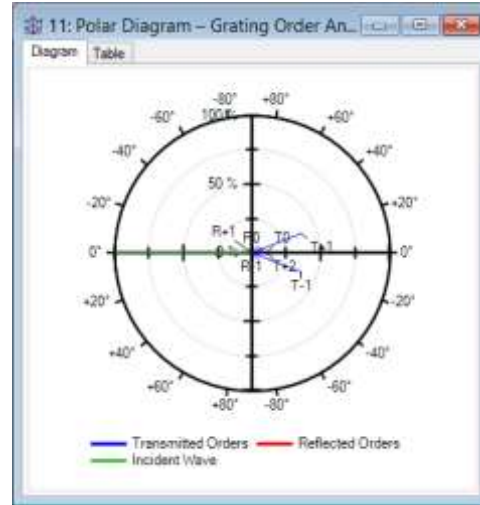 11: Polar Diagram – Grating Order An...
Diagram Table
-80° +80°
100%
-60° +60°
-40° +40°
50 %
-20° +20°
R+1 R0 T0
T+1
0° 0 % 0°
R-1 T+2
T-1
+20° -20°
+40° -40°
+60° -60°
+80° -80°
Transmitted Orders Reflected Orders
Incident Wave